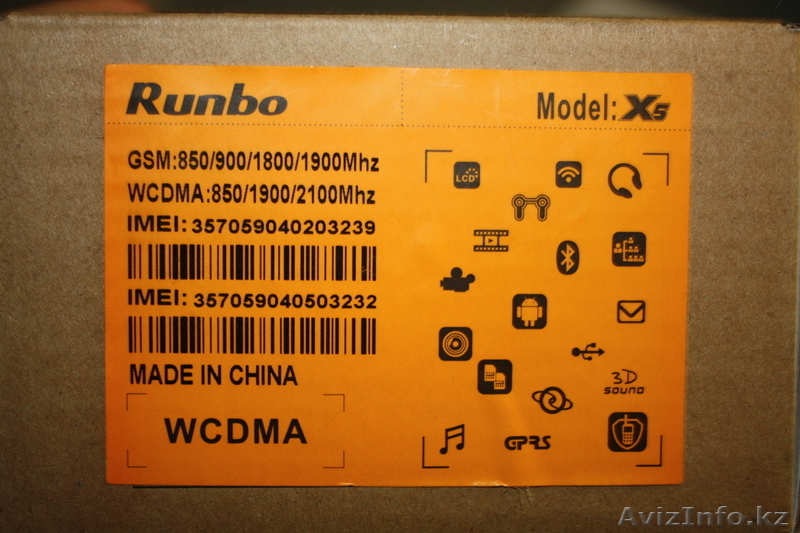 Runbo
Model: X5
GSM:850/900/1800/1900Mhz
WCDMA:850/1900/2100Mhz
IMEI: 357059040203239
IMEI: 357059040503232
MADE IN CHINA
WCDMA
LCD
3D
SOUND
GPRS
AvizInfo.kz